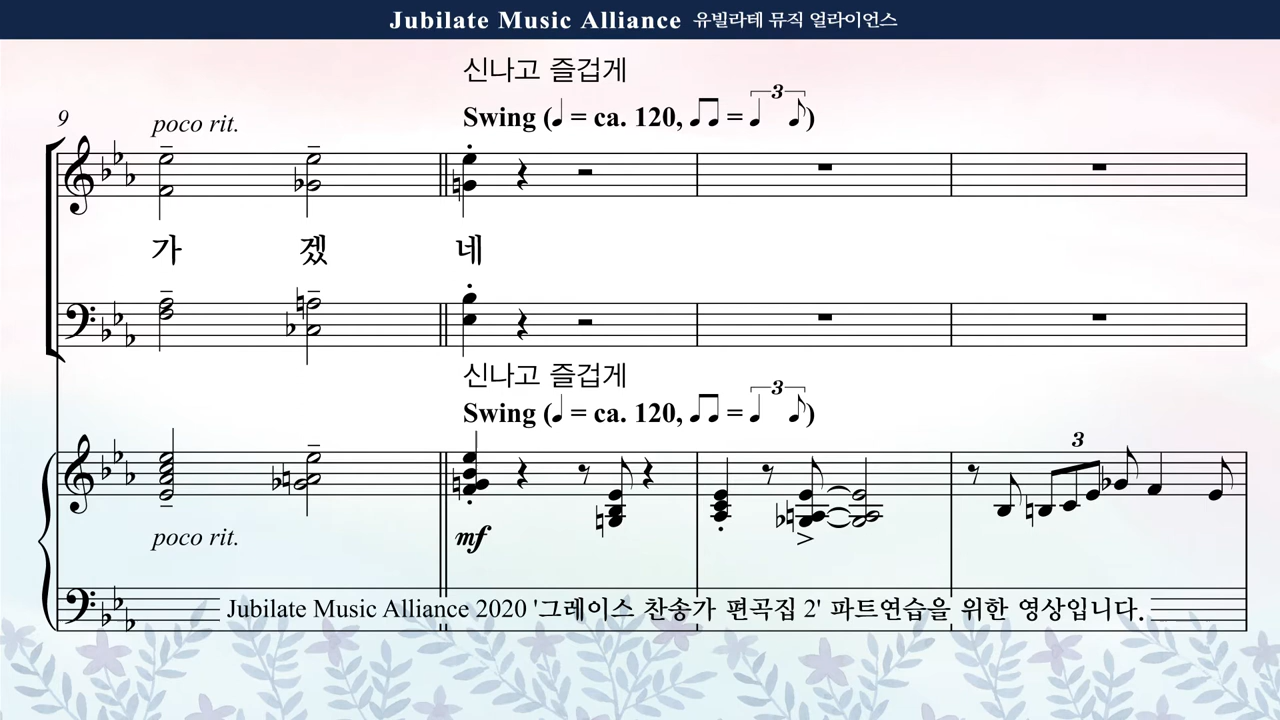 Jubilate Music Alliance 유빌라테 뮤직 얼라이언스
신나고 즐겁게
9
poco rit.
Swing (♩ = ca. 120, ♫ = ♩ 3 ♪)
가 겠 네
신나고 즐겁게
Swing (♩ = ca. 120, ♫ = ♩ 3 ♪)
3
poco rit.
mf
Jubilate Music Alliance 2020 '그레이스 찬송가 편곡집 2' 파트연습을 위한 영상입니다.